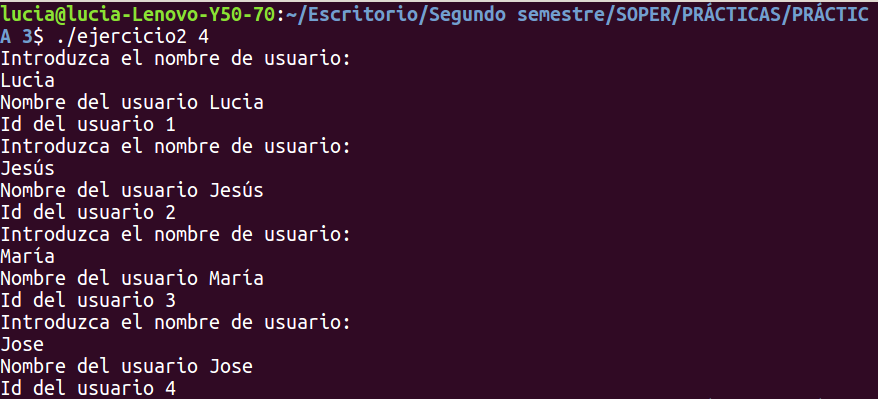 lucia@lucia-Lenovo-Y50-70:~/Escritorio/Segundo semestre/SOPER/PRÁCTICAS/PRÁCTIC
A 3$ ./ejercicio2 4
Introduzca el nombre de usuario:
Lucia
Nombre del usuario Lucia
Id del usuario 1
Introduzca el nombre de usuario:
Jesús
Nombre del usuario Jesús
Id del usuario 2
Introduzca el nombre de usuario:
María
Nombre del usuario María
Id del usuario 3
Introduzca el nombre de usuario:
Jose
Nombre del usuario Jose
Id del usuario 4